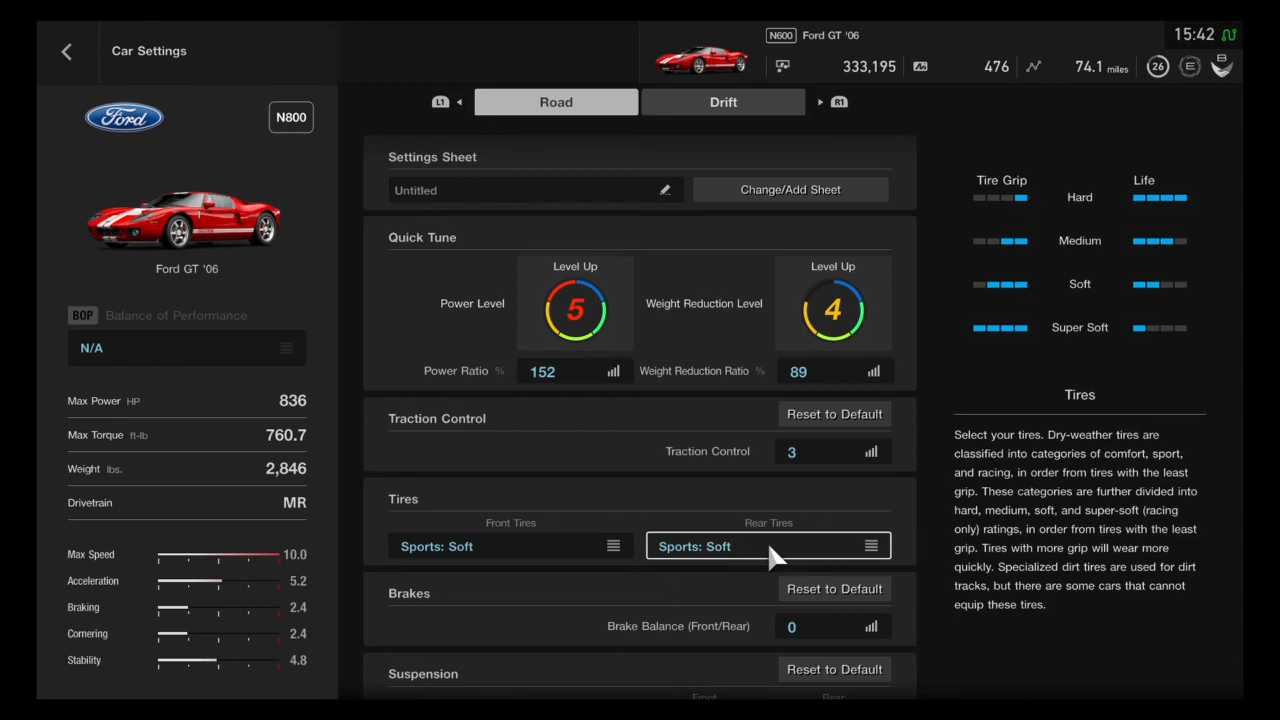 Car Settings
N600 Ford GT '06
15:42
333,195
476
74.1 miles
26
E
B
Ford
N800
Ford GT '06
BOP Balance of Performance
N/A
Max Power HP 836
Max Torque ft-lb 760.7
Weight lbs. 2,846
Drivetrain MR
Max Speed 10.0
Acceleration 5.2
Braking 2.4
Cornering 2.4
Stability 4.8
L1 Road Drift R1
Settings Sheet
Untitled Change/Add Sheet
Quick Tune
Level Up Level Up
Power Level 5 Weight Reduction Level 4
Power Ratio % 152 Weight Reduction Ratio % 89
Traction Control Reset to Default
Traction Control 3
Tires
Front Tires Rear Tires
Sports: Soft Sports: Soft
Brakes Reset to Default
Brake Balance (Front/Rear) 0
Suspension Reset to Default
Front Rear
Tire Grip Life
Hard
Medium
Soft
Super Soft
Tires
Select your tires. Dry-weather tires are
classified into categories of comfort, sport,
and racing, in order from tires with the least
grip. These categories are further divided into
hard, medium, soft, and super-soft (racing
only) ratings, in order from tires with the least
grip. Tires with more grip will wear more
quickly. Specialized dirt tires are used for dirt
tracks, but there are some cars that cannot
equip these tires.